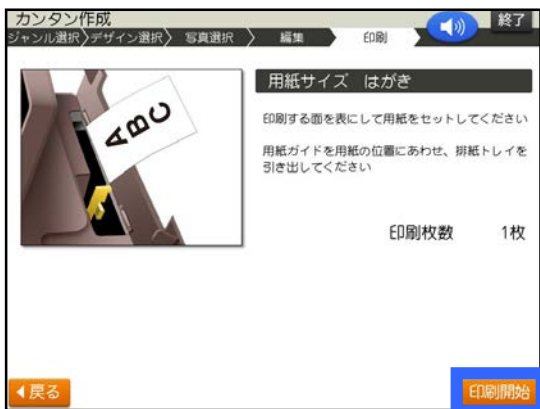 カンタン作成
終了
ジャンル選択〉デザイン選択〉 写真選択 〉 編集 印刷
用紙サイズ はがき
ABC
印刷する面を表にして用紙をセットしてください
用紙ガイドを用紙の位置にあわせ、排紙トレイを
引き出してください
印刷枚数 1枚
戻る
印刷開始